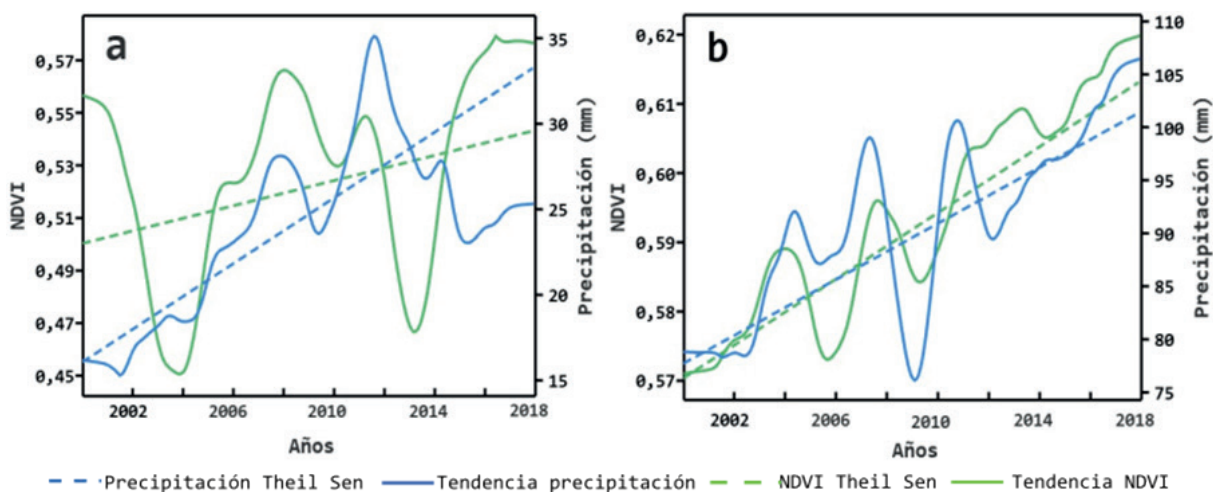 a
NDVI
0,57
0,55
0,53
0,51
0,49
0,47
0,45
35
30
25
20
15
Precipitación (mm)
2002 2006 2010 2014 2018
Años
b
NDVI
0,62
0,61
0,60
0,59
0,58
0,57
110
105
100
95
90
85
80
75
Precipitación (mm)
2002 2006 2010 2014 2018
Años
Precipitación Theil Sen Tendencia precipitación NDVI Theil Sen Tendencia NDVI